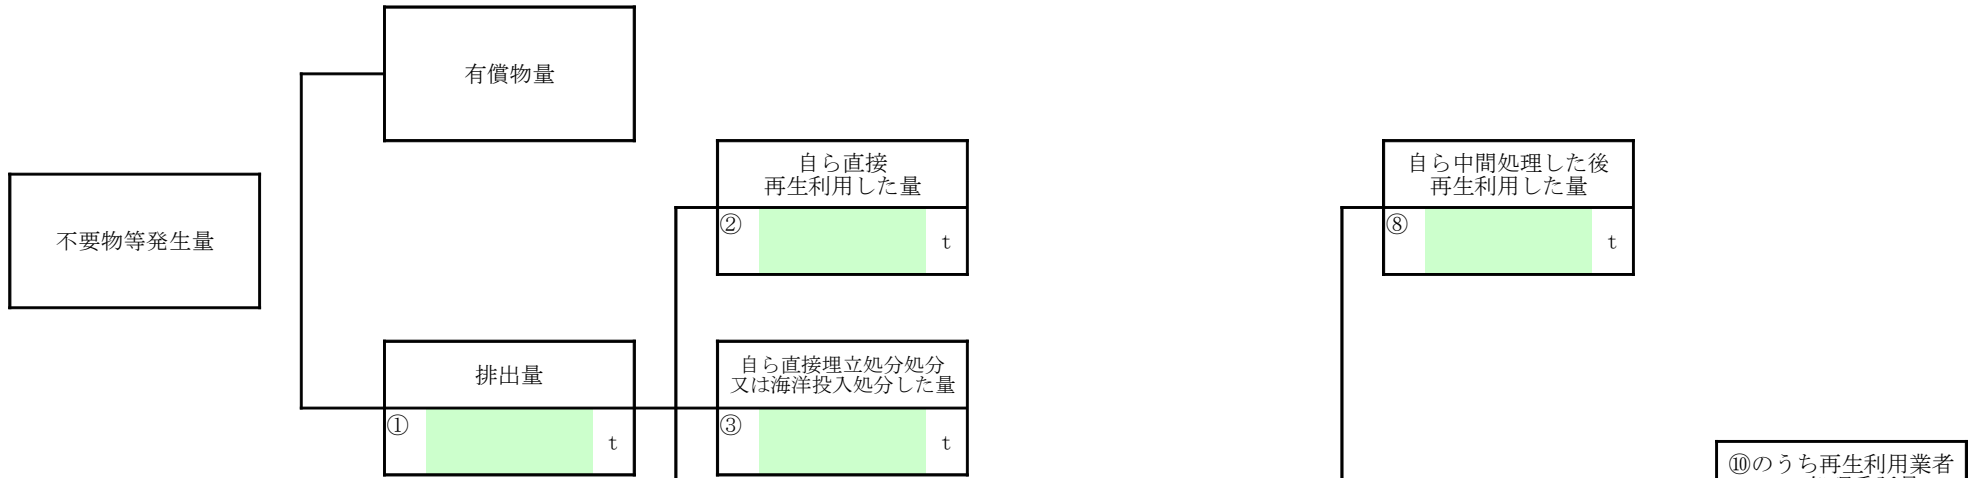 有償物量
不要物等発生量
排出量
①
t
自ら直接
再生利用した量
②
t
自ら直接埋立処分処分
又は海洋投入処分した量
③
t
自ら中間処理した後
再生利用した量
⑧
t
⑩のうち再生利用業者